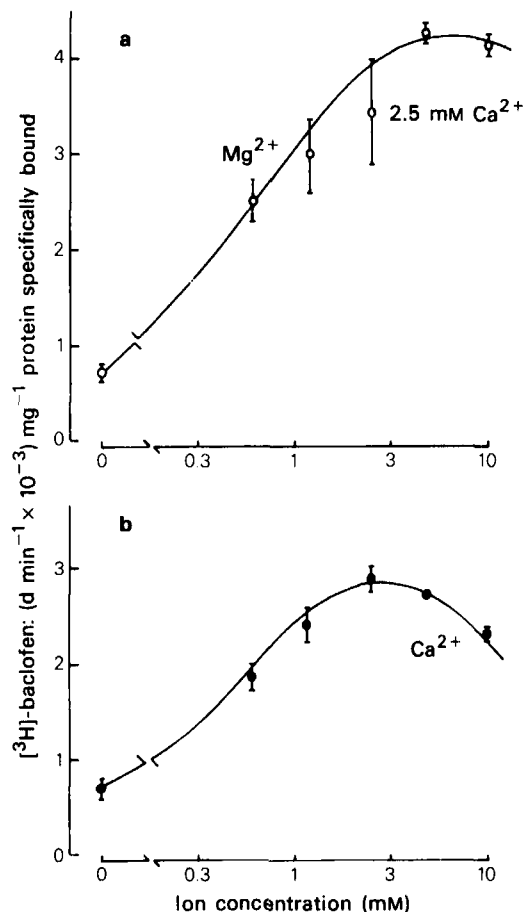 [³H]-baclofen: (d min⁻¹ × 10⁻³) mg⁻¹ protein specifically bound
a
4
3
2
1
0
Mg²⁺
2.5 mM Ca²⁺
0 0.3 1 3 10
b
3
2
1
0
Ca²⁺
0 0.3 1 3 10
Ion concentration (mM)